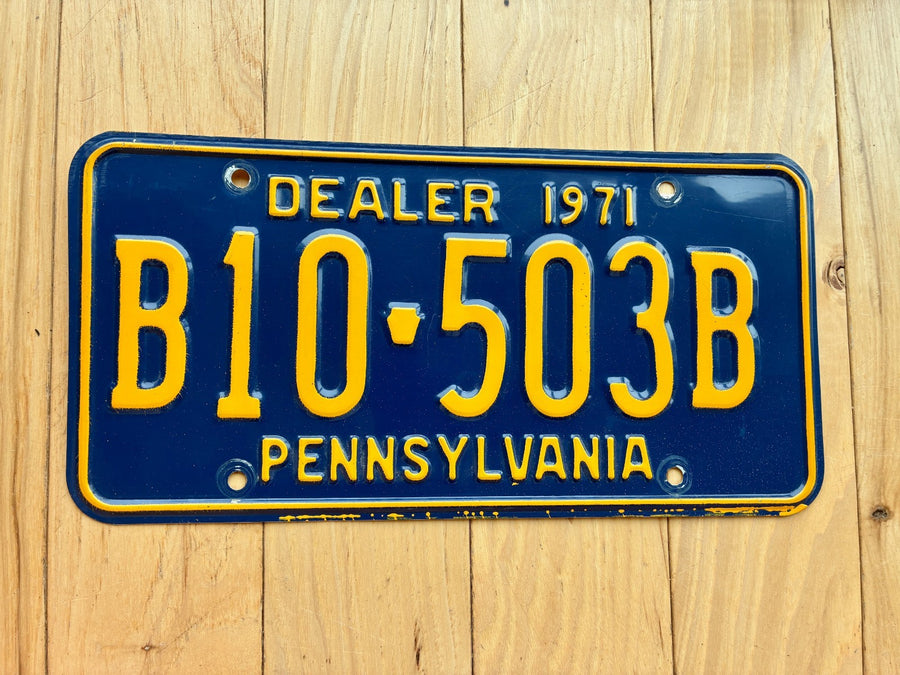 DEALER 1971
B10-503B
PENNSYLVANIA